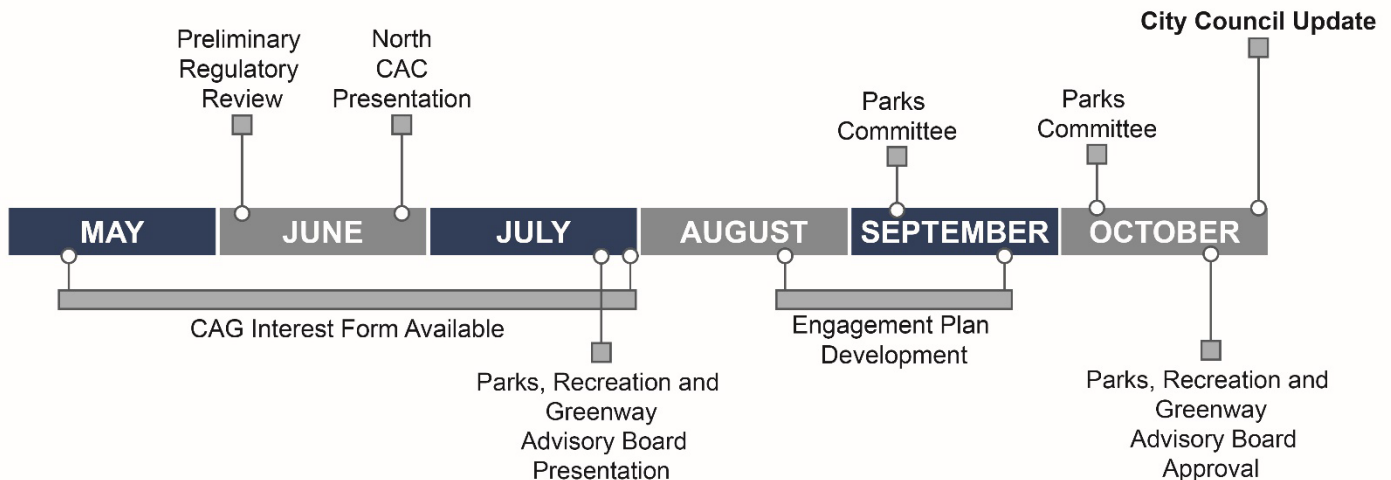 City Council Update
Preliminary
Regulatory
Review
North
CAC
Presentation
Parks
Committee
Parks
Committee
MAY
JUNE
JULY
AUGUST
SEPTEMBER
OCTOBER
CAG Interest Form Available
Engagement Plan
Development
Parks, Recreation and
Greenway
Advisory Board
Presentation
Parks, Recreation and
Greenway
Advisory Board
Approval